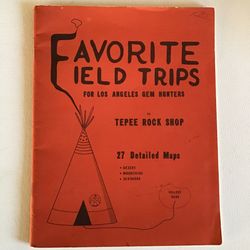 FAVORITE
FIELD TRIPS
FOR LOS ANGELES GEM HUNTERS
by
TEPEE ROCK SHOP
27 Detailed Maps
• DESERT
• MOUNTAINS
• SEASHORE